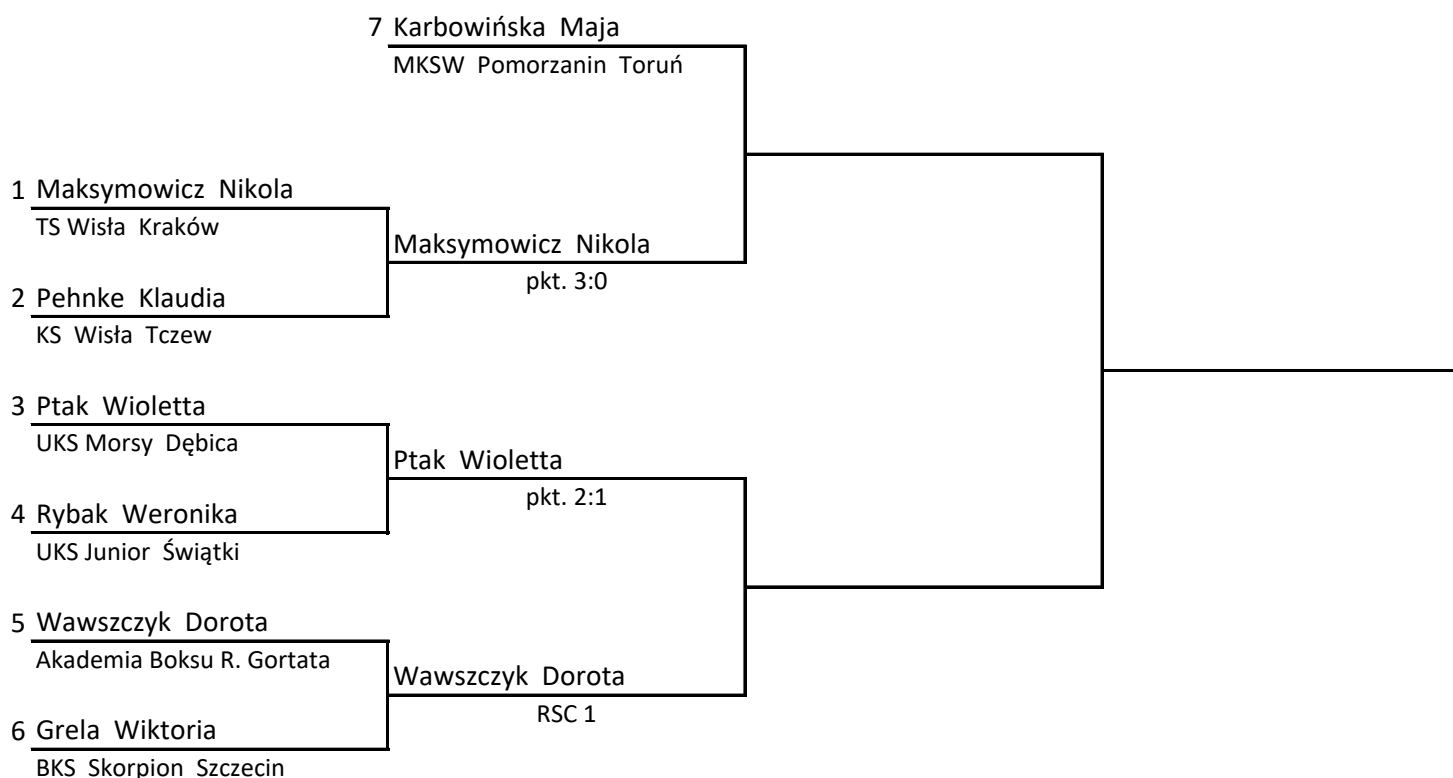 7 Karbowińska Maja
MKSW Pomorzanin Toruń
1 Maksymowicz Nikola
TS Wisła Kraków
Maksymowicz Nikola
pkt. 3:0
2 Pehnke Klaudia
KS Wisła Tczew
3 Ptak Wioletta
UKS Morsy Dębica
Ptak Wioletta
pkt. 2:1
4 Rybak Weronika
UKS Junior Świątki
5 Wawszczyk Dorota
Akademia Boksu R. Gortata
Wawszczyk Dorota
RSC 1
6 Grela Wiktoria
BKS Skorpion Szczecin